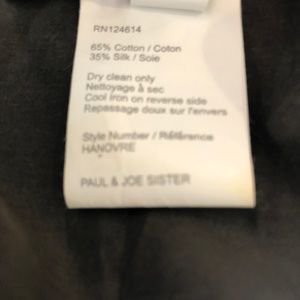 RN124614
65% Cotton / Coton
35% Silk / Soie
Dry clean only
Nettoyage à sec
Cool iron on reverse side
Repassage doux sur l'envers
Style Number / Référence
HANOVRE
PAUL & JOE SISTER